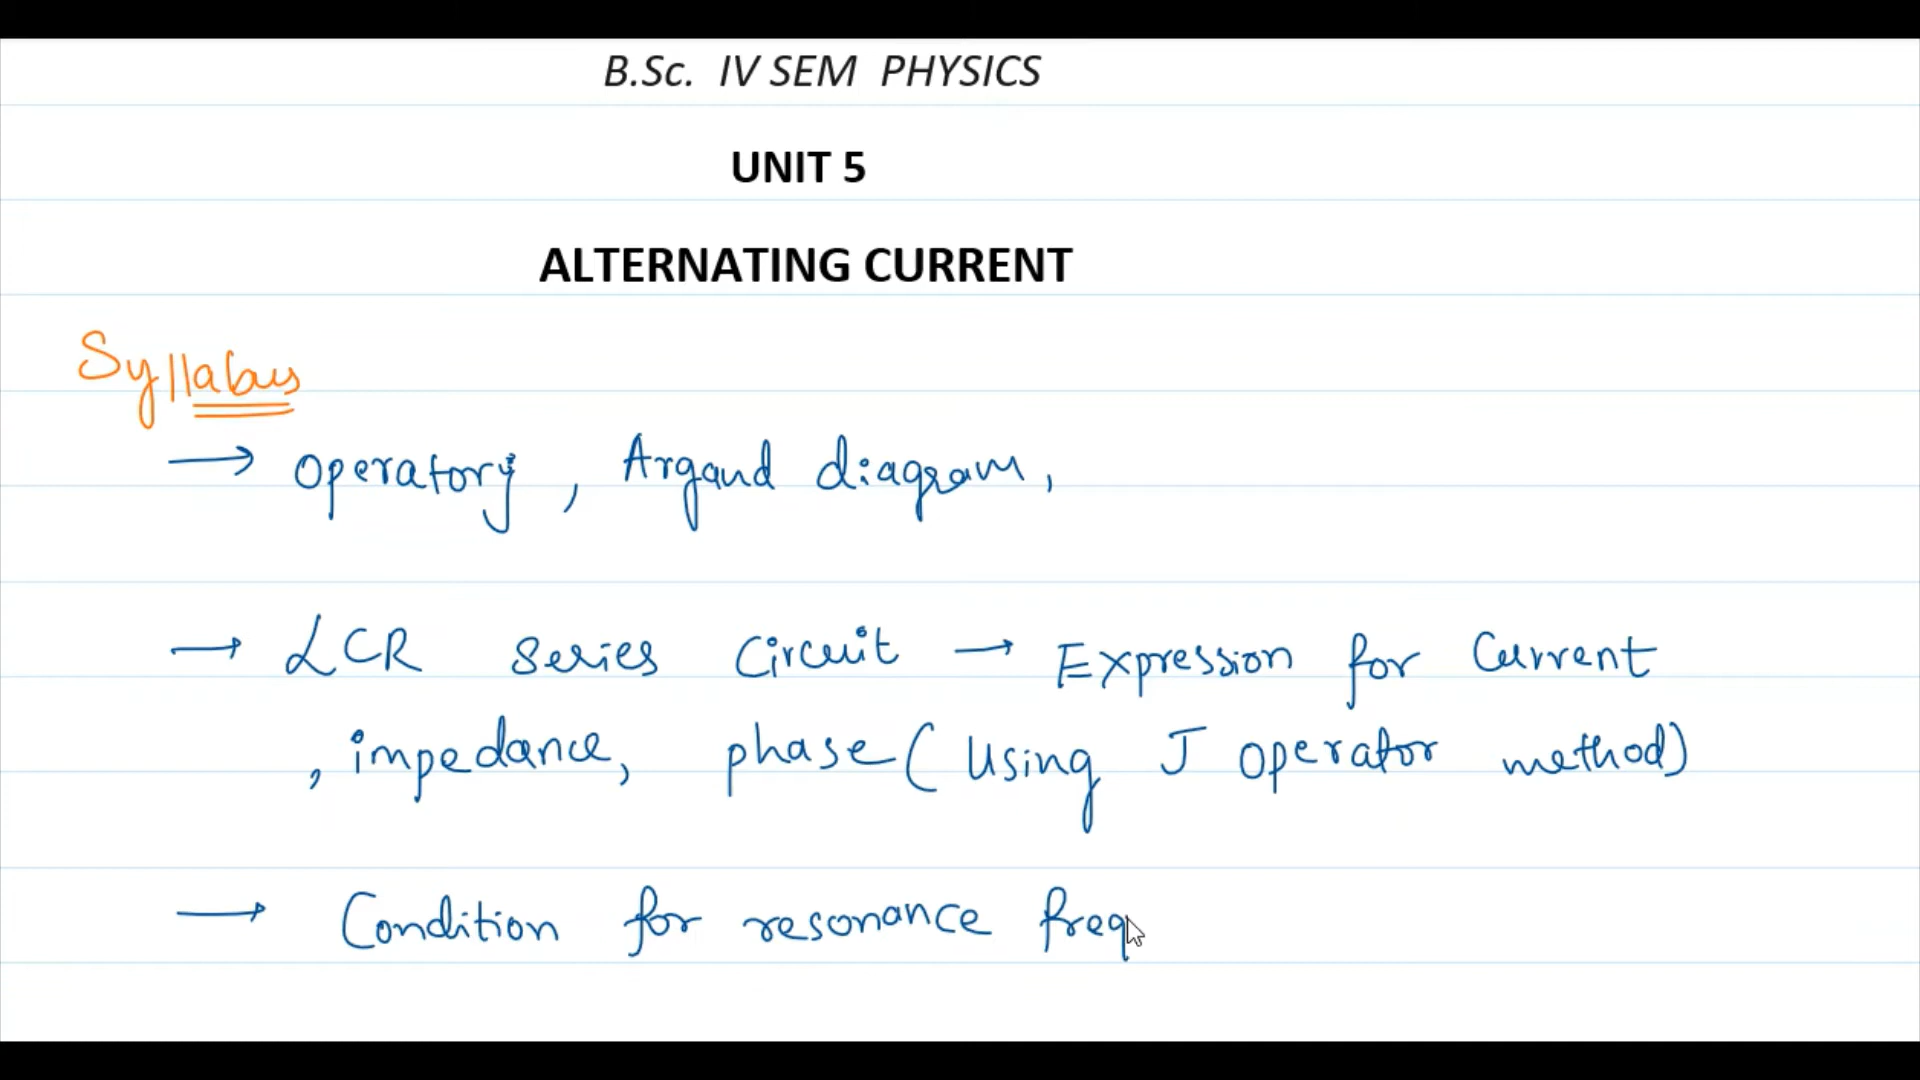 B.Sc. IV SEM PHYSICS
UNIT 5
ALTERNATING CURRENT
Syllabus
→ Operatory j, Argand diagram,
→ LCR Series Circuit → Expression for Current
, impedance, phase (Using J operator method)
→ Condition for resonance freq